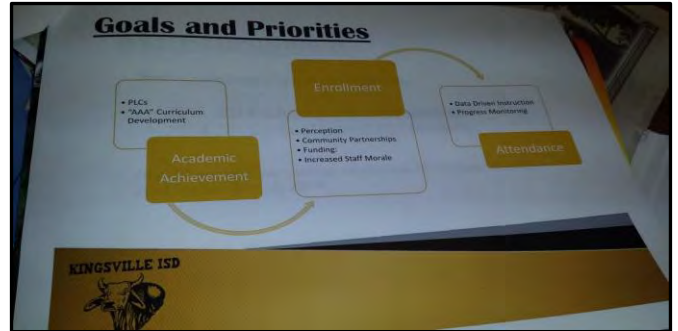 Goals and Priorities
• PLCs
• "AAA" Curriculum
Development
Academic
Achievement
Enrollment
• Perception
• Community Partnerships
• Funding:
• Increased Staff Morale
• Data Driven Instruction
• Progress Monitoring
Attendance
KINGSVILLE ISD